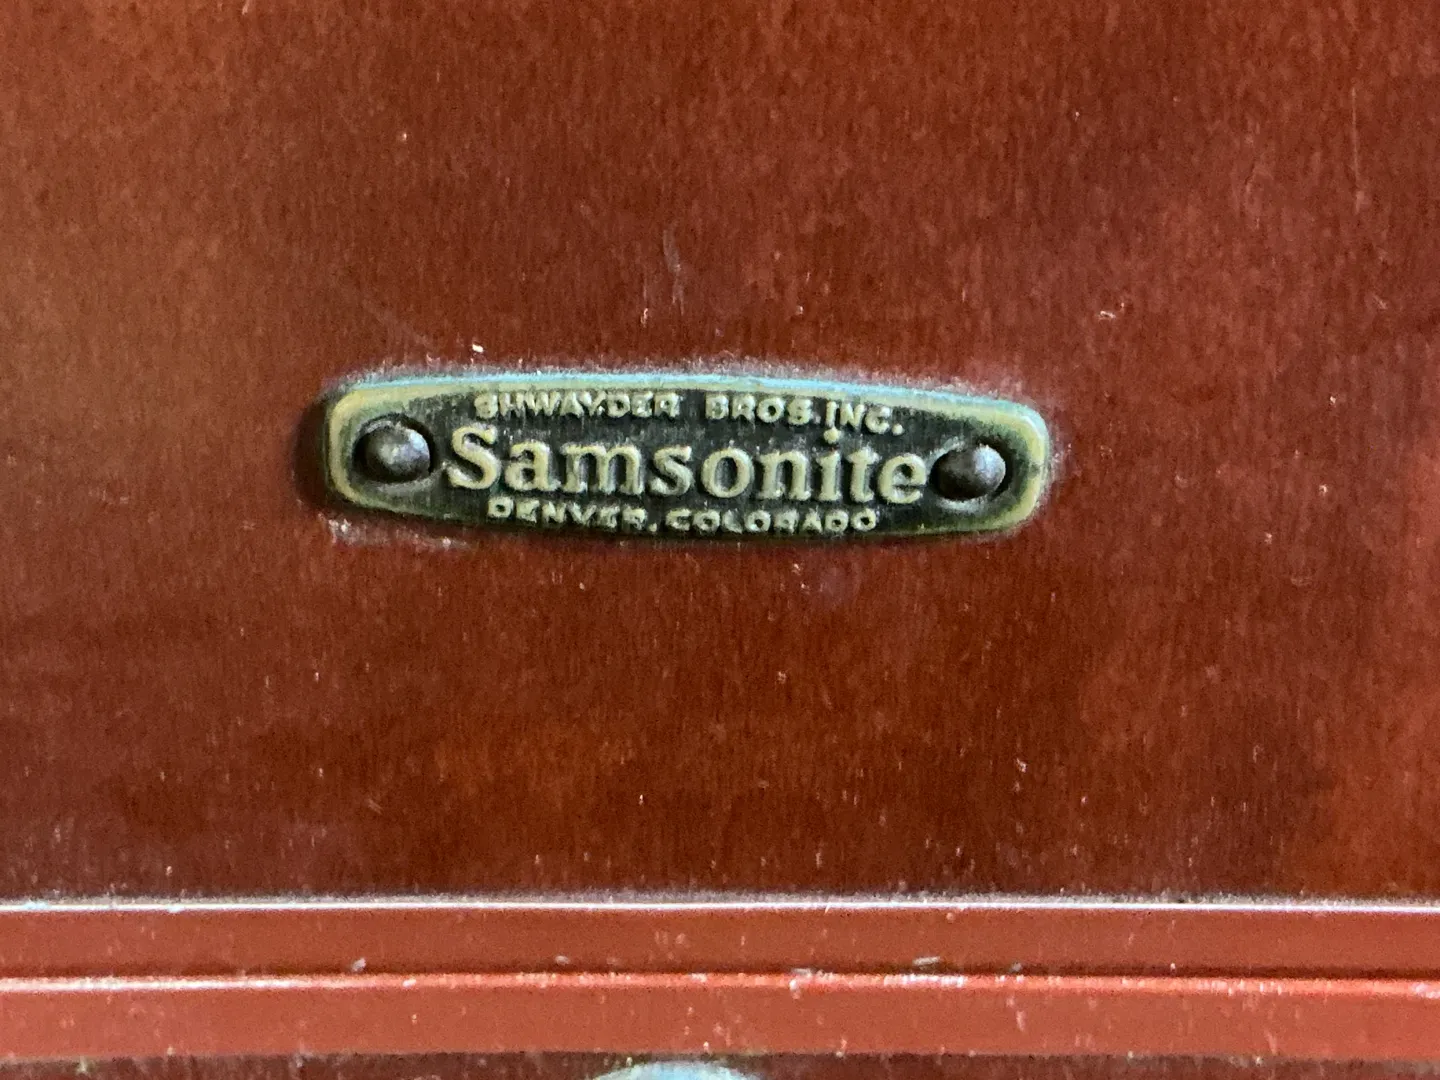 SHWAYDER BROS. INC.
Samsonite
DENVER, COLORADO